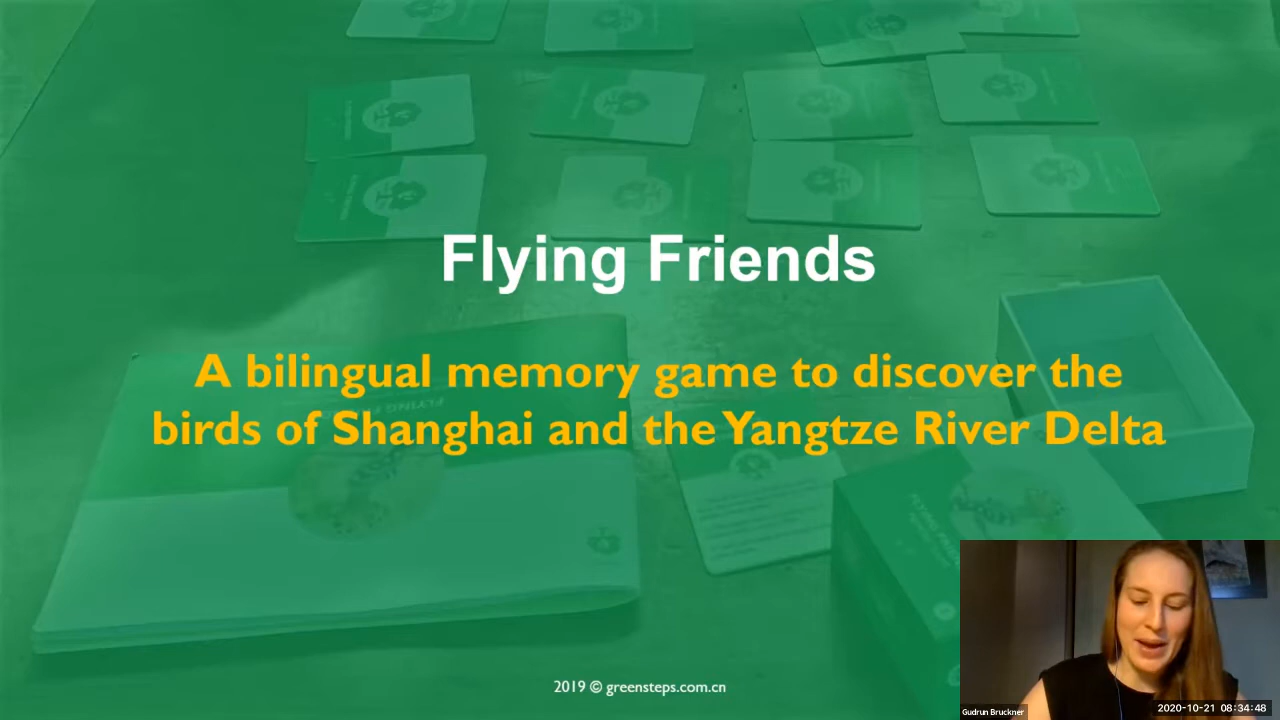 Flying Friends
A bilingual memory game to discover the
birds of Shanghai and the Yangtze River Delta
2019 © greensteps.com.cn
Gudrun Bruckner
2020-10-21 08:34:48